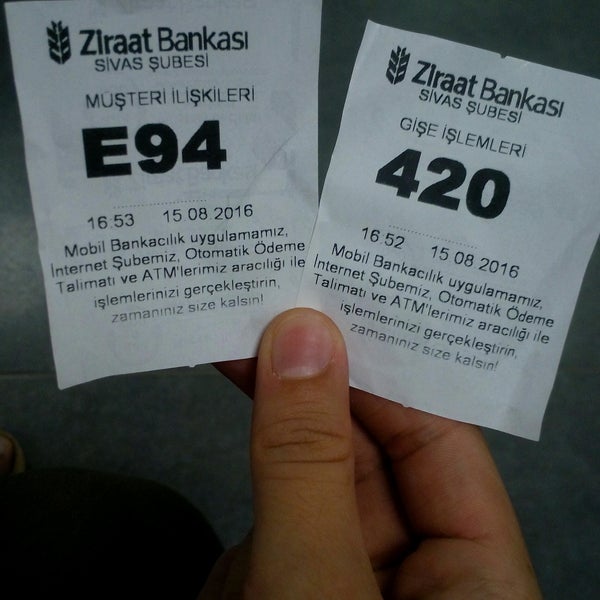 Ziraat Bankası
SİVAS ŞUBESİ
MÜŞTERİ İLİŞKİLERİ
E94
16.53 15.08.2016
Mobil Bankacılık uygulamamız,
İnternet Şubemiz, Otomatik Ödeme
Talimatı ve ATM'lerimiz aracılığı ile
işlemlerinizi gerçekleştirin,
zamanınız size kalsın!
Ziraat Bankası
SİVAS ŞUBESİ
GİŞE İŞLEMLERİ
420
16.52 15.08.2016
Mobil Bankacılık uygulamamız,
İnternet Şubemiz, Otomatik Ödeme
Talimatı ve ATM'lerimiz aracılığı ile
işlemlerinizi gerçekleştirin,
zamanınız size kalsın!